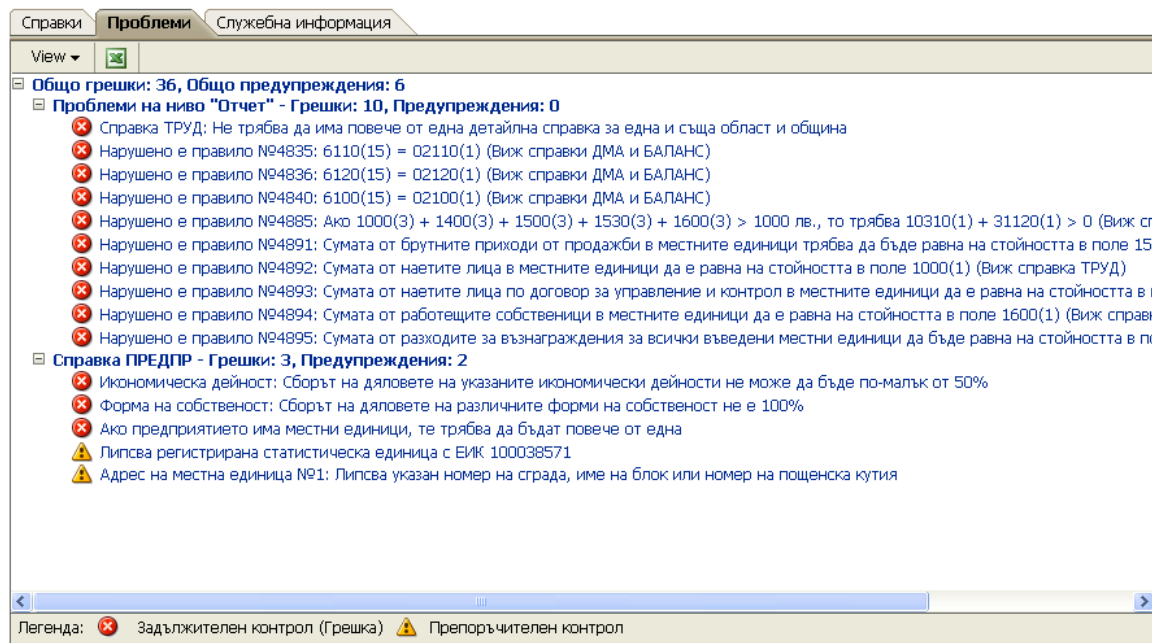 Справки Проблеми Служебна информация
View
Общо грешки: 36, Общо предупреждения: 6
Проблеми на ниво "Отчет" - Грешки: 10, Предупреждения: 0
Справка ТРУД: Не трябва да има повече от една детайлна справка за една и съща област и община
Нарушено е правило №4835: 6110(15) = 02110(1) (Виж справки ДМА и БАЛАНС)
Нарушено е правило №4836: 6120(15) = 02120(1) (Виж справки ДМА и БАЛАНС)
Нарушено е правило №4840: 6100(15) = 02100(1) (Виж справки ДМА и БАЛАНС)
Нарушено е правило №4885: Ако 1000(3) + 1400(3) + 1500(3) + 1530(3) + 1600(3) > 1000 лв., то трябва 10310(1) + 31120(1) > 0 (Виж
Нарушено е правило №4891: Сумата от брутните приходи от продажби в местните единици трябва да бъде равна на стойността в поле 15
Нарушено е правило №4892: Сумата от наетите лица в местните единици да е равна на стойността в поле 1000(1) (Виж справка ТРУД)
Нарушено е правило №4893: Сумата от наетите лица по договор за управление и контрол в местните единици да е равна на стойността в
Нарушено е правило №4894: Сумата от работещите собственици в местните единици да е равна на стойността в поле 1600(1) (Виж
Нарушено е правило №4895: Сумата от разходите за възнаграждения за всички въведени местни единици да бъде равна на стойността в
Справка ПРЕДПР - Грешки: 3, Предупреждения: 2
Икономическа дейност: Сборът на дяловете на указаните икономически дейности не може да бъде по-малък от 50%
Форма на собственост: Сборът на дяловете на различните форми на собственост не е 100%
Ако предприятието има местни единици, те трябва да бъдат повече от една
Липсва регистрирана статистическа единица с ЕИК 100038571
Адрес на местна единица №1: Липсва указан номер на сграда, име на блок или номер на пощенска кутия
Легенда: Задължителен контрол (Грешка) Препоръчителен контрол